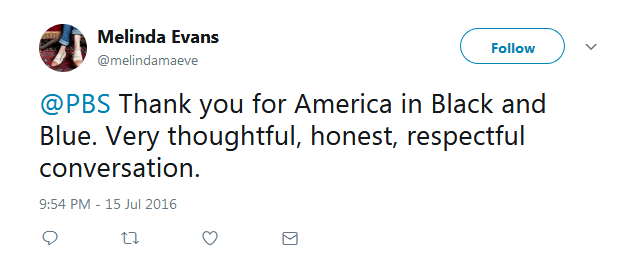 Melinda Evans
@melindamaeve
Follow
@PBS Thank you for America in Black and
Blue. Very thoughtful, honest, respectful
conversation.
9:54 PM - 15 Jul 2016